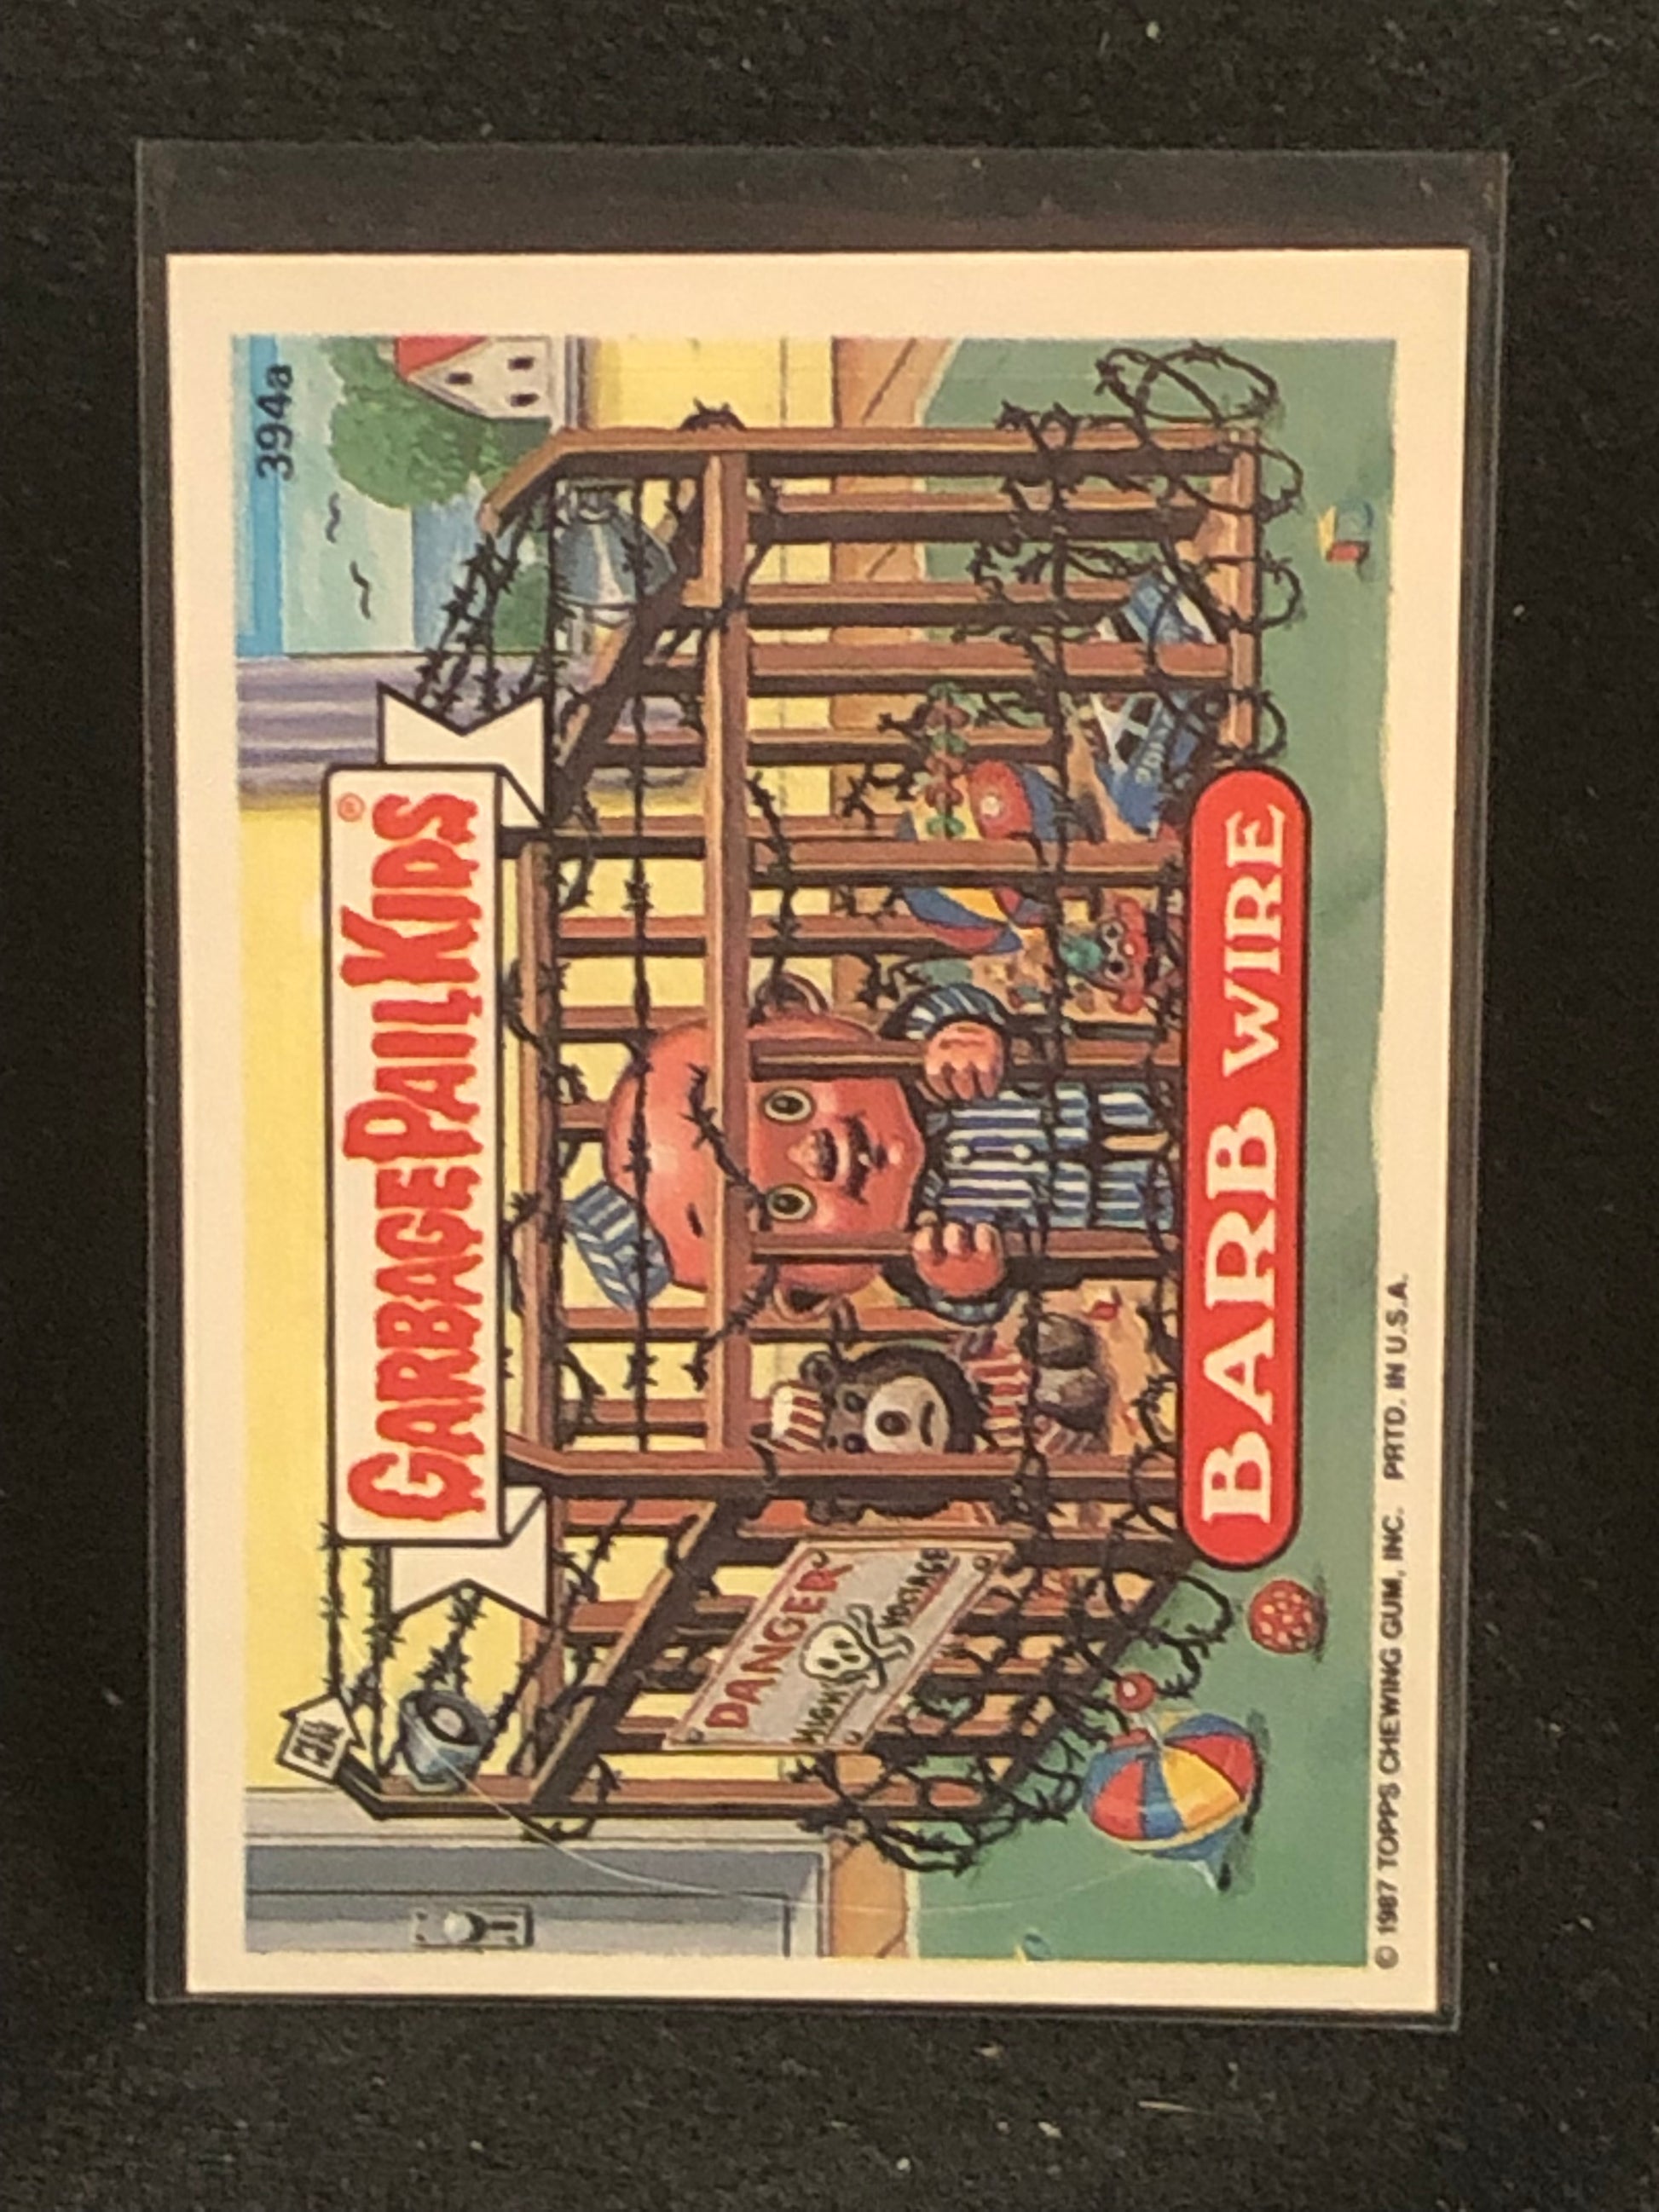 394a
GARBAGE PAIL KIDS®
DANGER
HIGH VOLTAGE
BARB WIRE
© 1987 TOPPS CHEWING GUM, INC. PRTD. IN U.S.A.